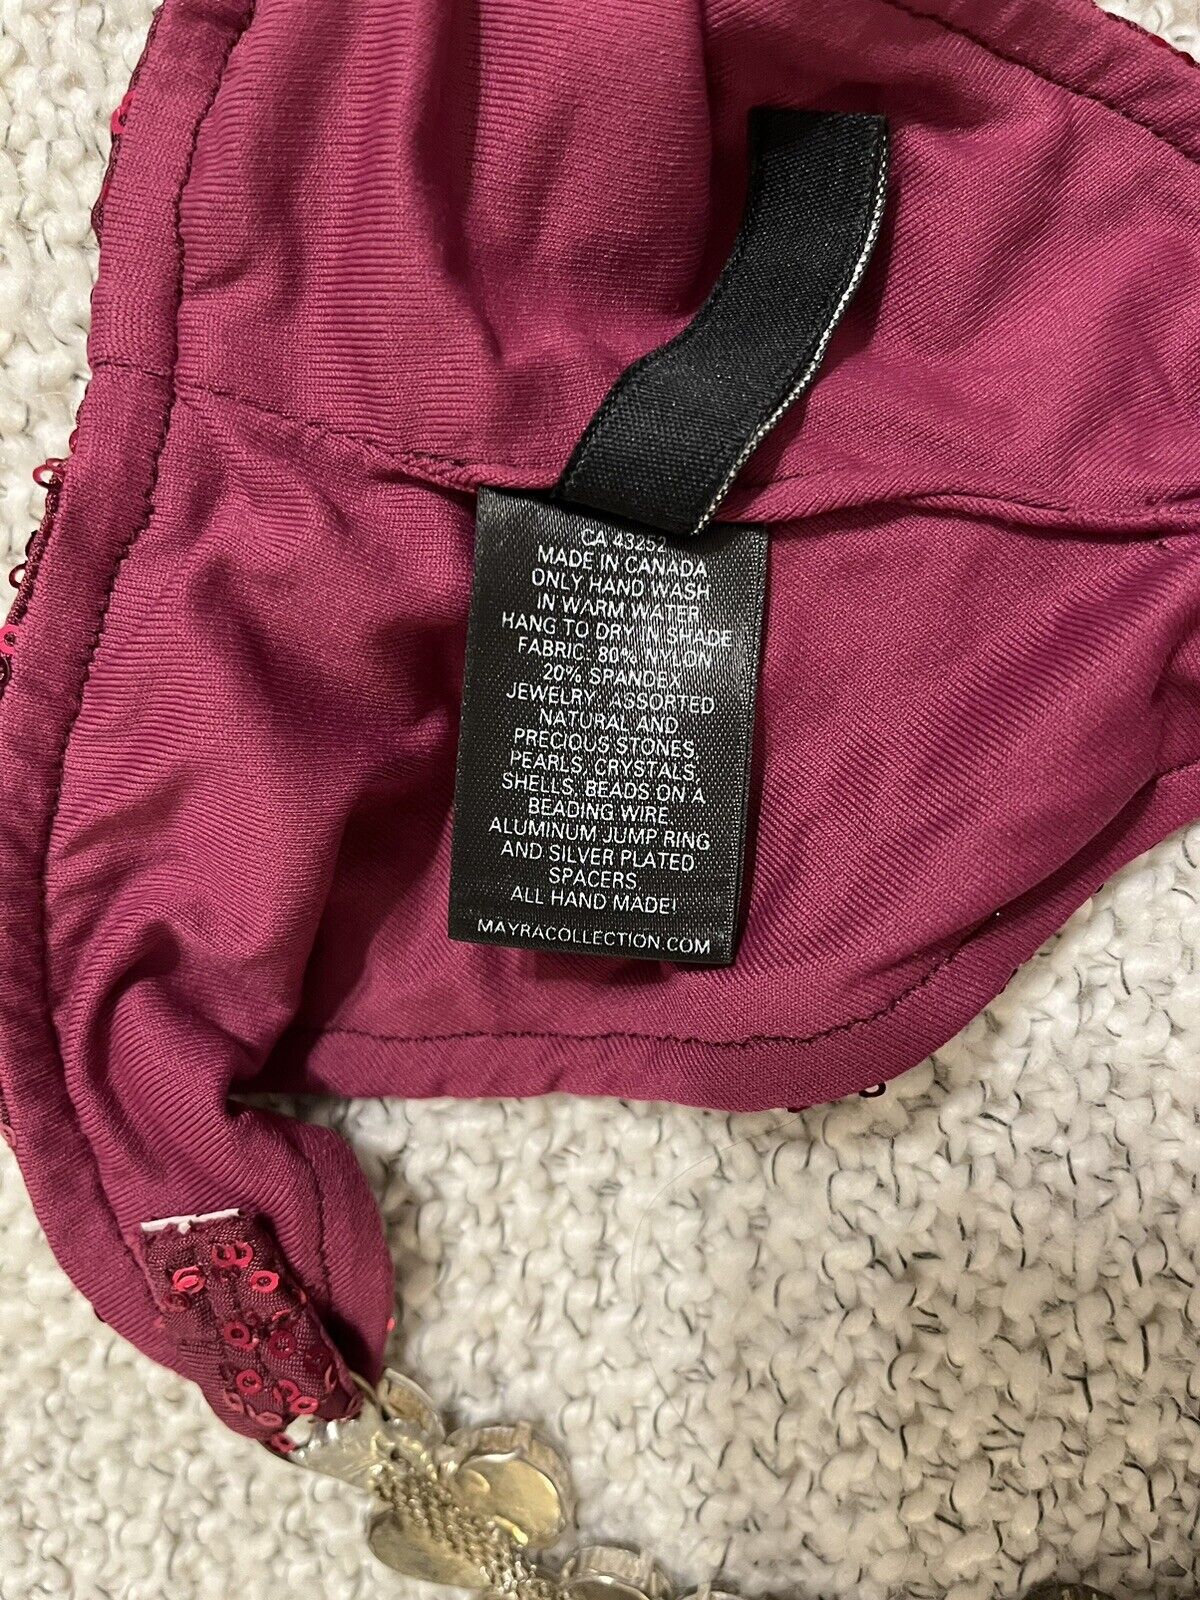 CA 43252
MADE IN CANADA
ONLY HAND WASH
IN WARM WATER
HANG TO DRY IN SHADE
FABRIC: 80% NYLON
20% SPANDEX
JEWELRY: ASSORTED
NATURAL AND
PRECIOUS STONES,
PEARLS, CRYSTALS,
SHELLS, BEADS ON A
BEADING WIRE,
ALUMINUM JUMP RING
AND SILVER PLATED
SPACERS
ALL HAND MADE!
MAYRACOLLECTION.COM